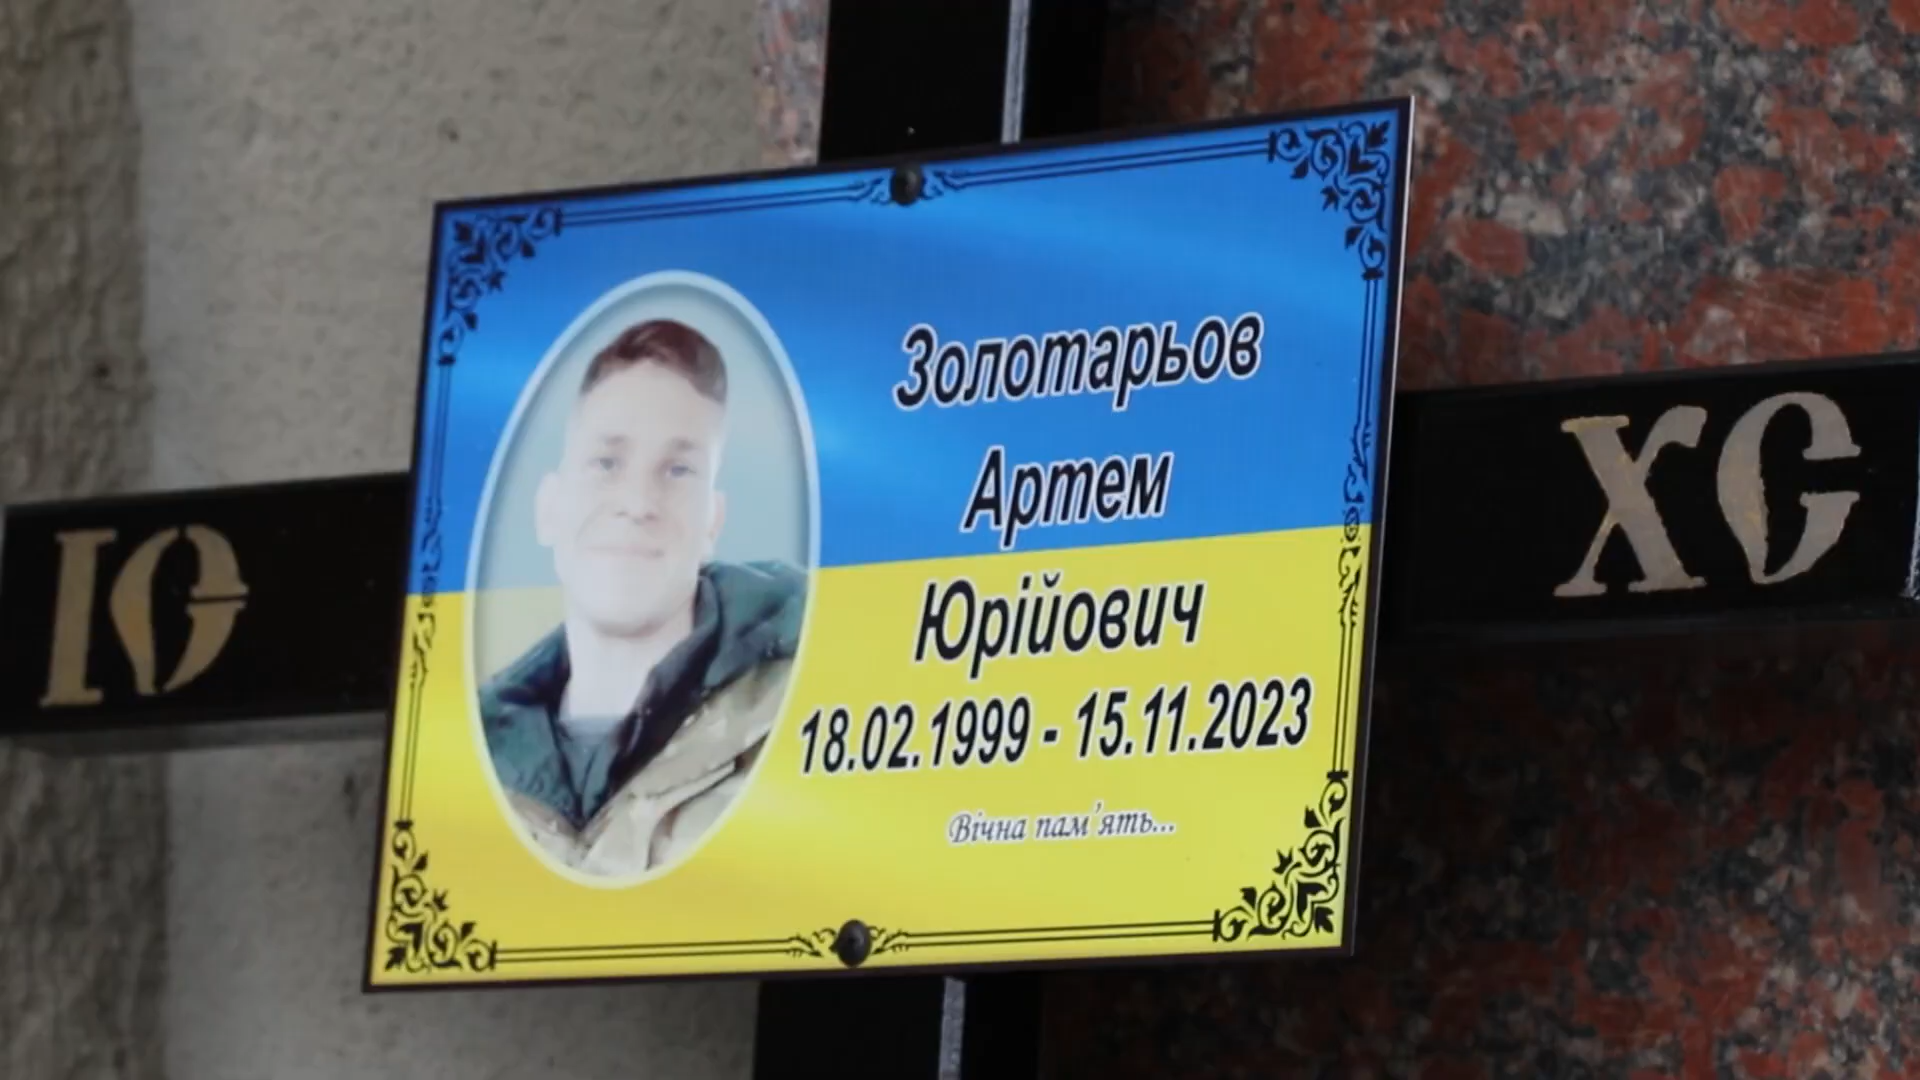 Золотарьов
Артем
Юрійович
18.02.1999 - 15.11.2023
Вічна пам'ять...
ІС ХС